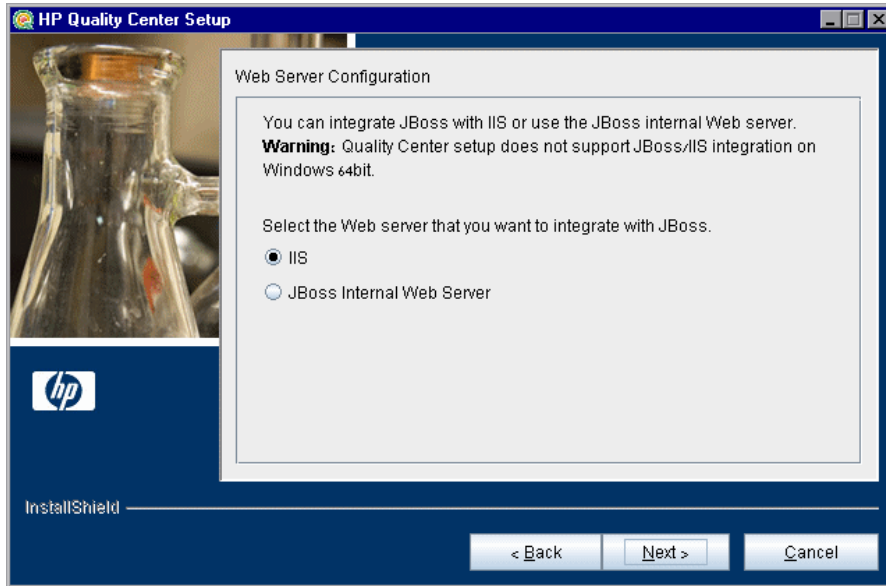 HP Quality Center Setup
Web Server Configuration
You can integrate JBoss with IIS or use the JBoss internal Web server.
Warning: Quality Center setup does not support JBoss/IIS integration on
Windows 64bit.
Select the Web server that you want to integrate with JBoss.
IIS
JBoss Internal Web Server
hp
InstallShield
< Back
Next >
Cancel